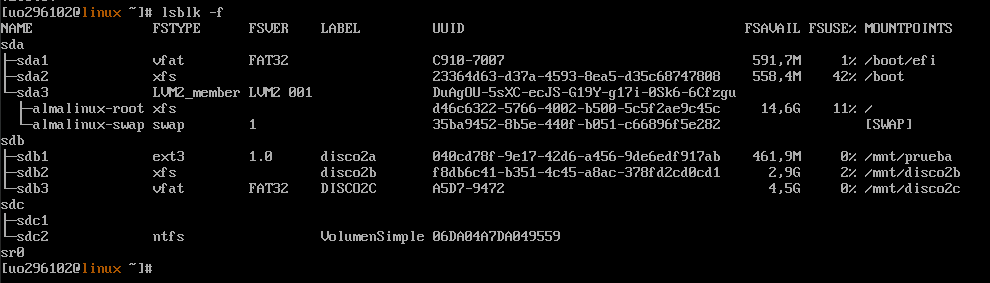 [uo296102@linux ~]# lsblk -f
NAME FSTYPE FSVER LABEL UUID FSAVAIL FSUSE% MOUNTPOINTS
sda
├─sda1 vfat FAT32 C910-7007 591,7M 1% /boot/efi
├─sda2 xfs 23364d63-d37a-4593-8ea5-d35c68747808 558,4M 42% /boot
└─sda3 LVM2_member LVM2 001 DuAgOU-5sXC-ecJS-G19Y-g17i-0Sk6-6Cfzgu
├─almalinux-root xfs d46c6322-5766-4002-b500-5c5f2ae9c45c 14,6G 11% /
└─almalinux-swap swap 1 35ba9452-8b5e-440f-b051-c66896f5e282 [SWAP]
sdb
├─sdb1 ext3 1.0 disco2a 040cd78f-9e17-42d6-a456-9de6edf917ab 461,9M 0% /mnt/prueba
├─sdb2 xfs disco2b f8db6c41-b351-4c45-a8ac-378fd2cd0cd1 2,9G 2% /mnt/disco2b
└─sdb3 vfat FAT32 DISCO2C A5D7-9472 4,5G 0% /mnt/disco2c
sdc
├─sdc1
└─sdc2 ntfs VolumenSimple 06DA04A7DA049559
sr0
[uo296102@linux ~]#